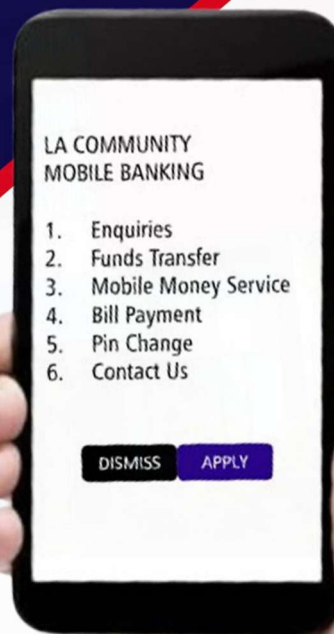 LA COMMUNITY
MOBILE BANKING
1. Enquiries
2. Funds Transfer
3. Mobile Money Service
4. Bill Payment
5. Pin Change
6. Contact Us
DISMISS APPLY